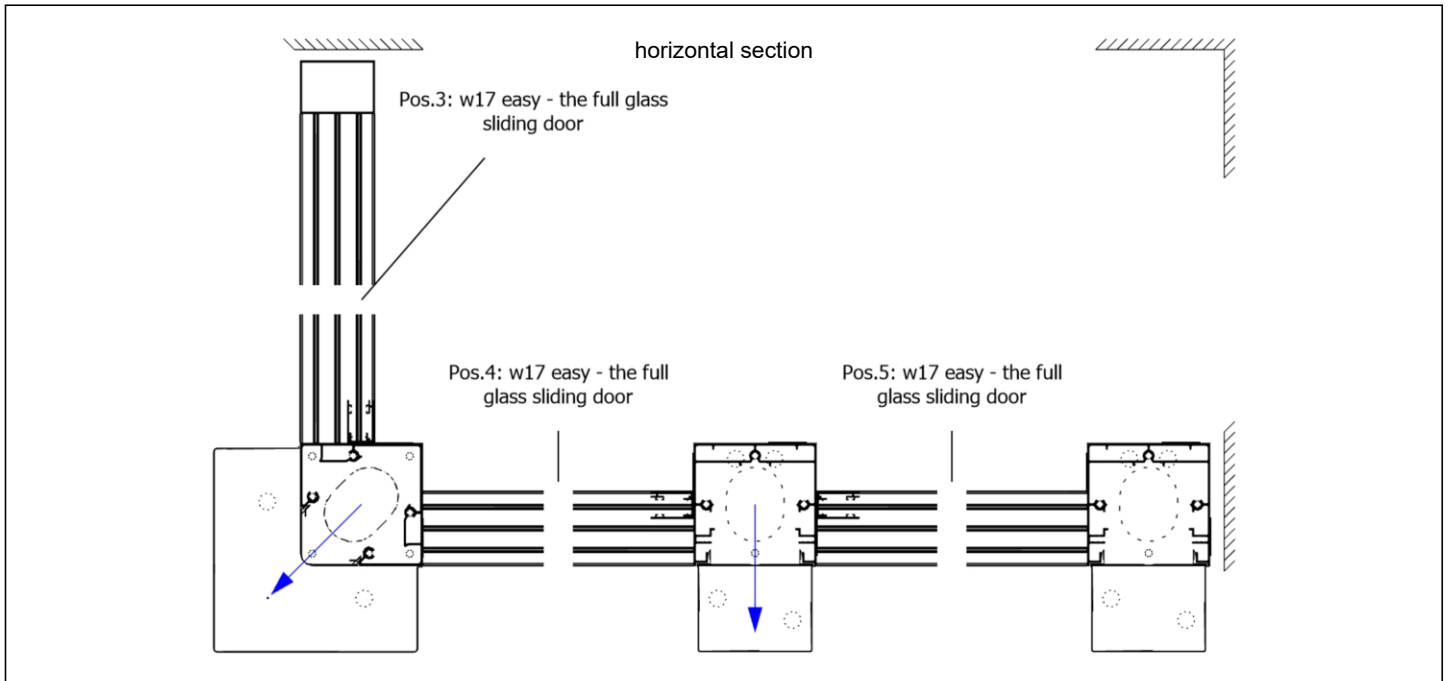 horizontal section
Pos.3: w17 easy - the full glass
sliding door
Pos.4: w17 easy - the full
glass sliding door
Pos.5: w17 easy - the full
glass sliding door